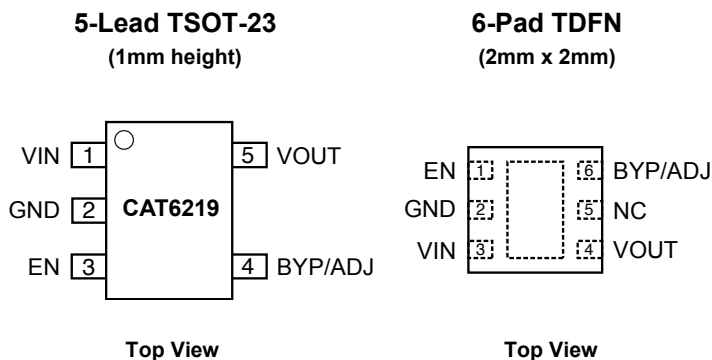 5-Lead TSOT-23
(1mm height)
VIN 1 5 VOUT
GND 2 CAT6219
EN 3 4 BYP/ADJ
Top View
6-Pad TDFN
(2mm x 2mm)
EN 1 6 BYP/ADJ
GND 2 5 NC
VIN 3 4 VOUT
Top View